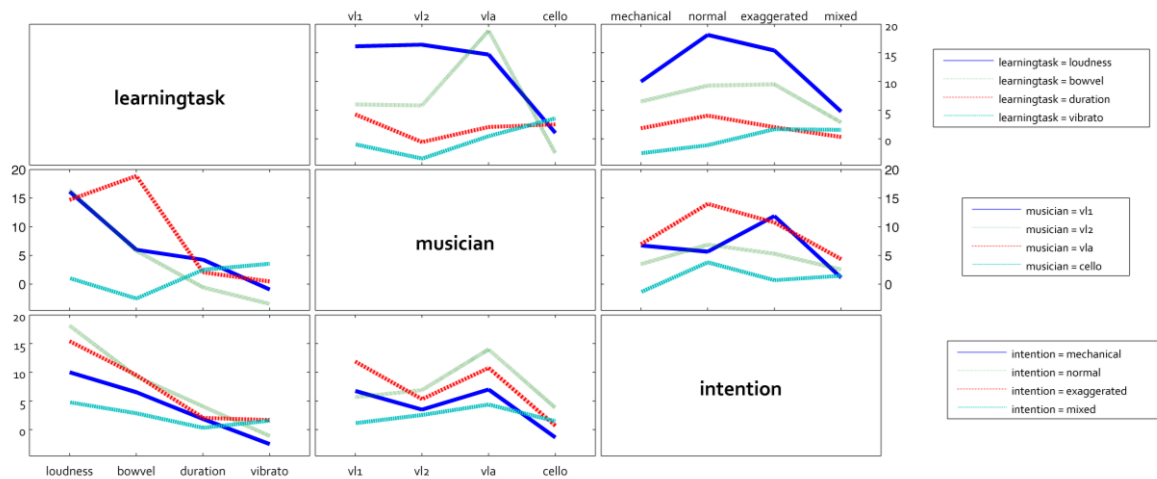 vl1 vl2 vla cello mechanical normal exaggerated mixed
20
15
10
5
0
learningtask
learningtask = loudness
learningtask = bowvel
learningtask = duration
learningtask = vibrato
20
15
10
5
0
musician
20
15
10
5
0
musician = vl1
musician = vl2
musician = vla
musician = cello
20
15
10
5
0
intention
intention = mechanical
intention = normal
intention = exaggerated
intention = mixed
loudness bowvel duration vibrato vl1 vl2 vla cello